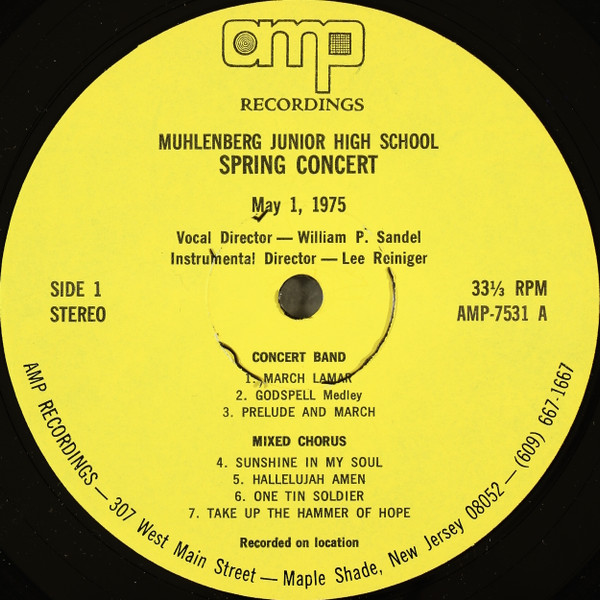 amp
RECORDINGS
MUHLENBERG JUNIOR HIGH SCHOOL
SPRING CONCERT
May 1, 1975
Vocal Director — William P. Sandel
Instrumental Director — Lee Reiniger
SIDE 1
STEREO
33⅓ RPM
AMP-7531 A
CONCERT BAND
1. MARCH LAMAR
2. GODSPELL Medley
3. PRELUDE AND MARCH
MIXED CHORUS
4. SUNSHINE IN MY SOUL
5. HALLELUJAH AMEN
6. ONE TIN SOLDIER
7. TAKE UP THE HAMMER OF HOPE
Recorded on location
AMP RECORDINGS — 307 West Main Street — Maple Shade, New Jersey 08052 — (609) 667-1667